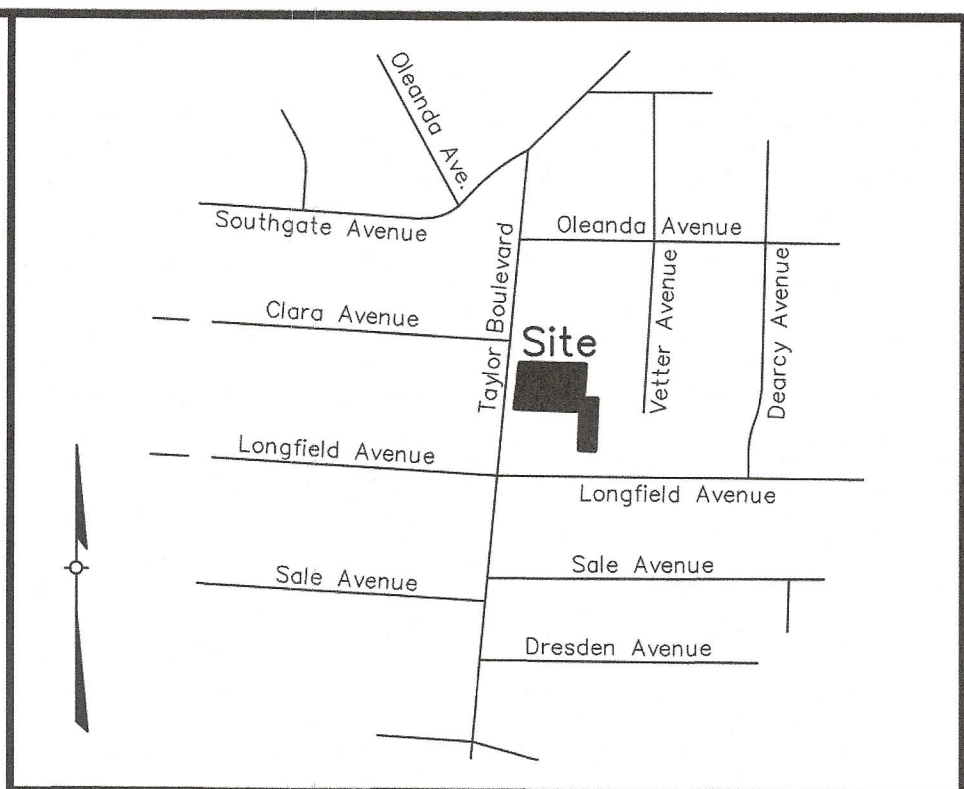 Oleanda Ave.
Southgate Avenue
Oleanda Avenue
Taylor Boulevard
Clara Avenue
Site
Vetter Avenue
Dearcy Avenue
Longfield Avenue
Longfield Avenue
Sale Avenue
Sale Avenue
Dresden Avenue